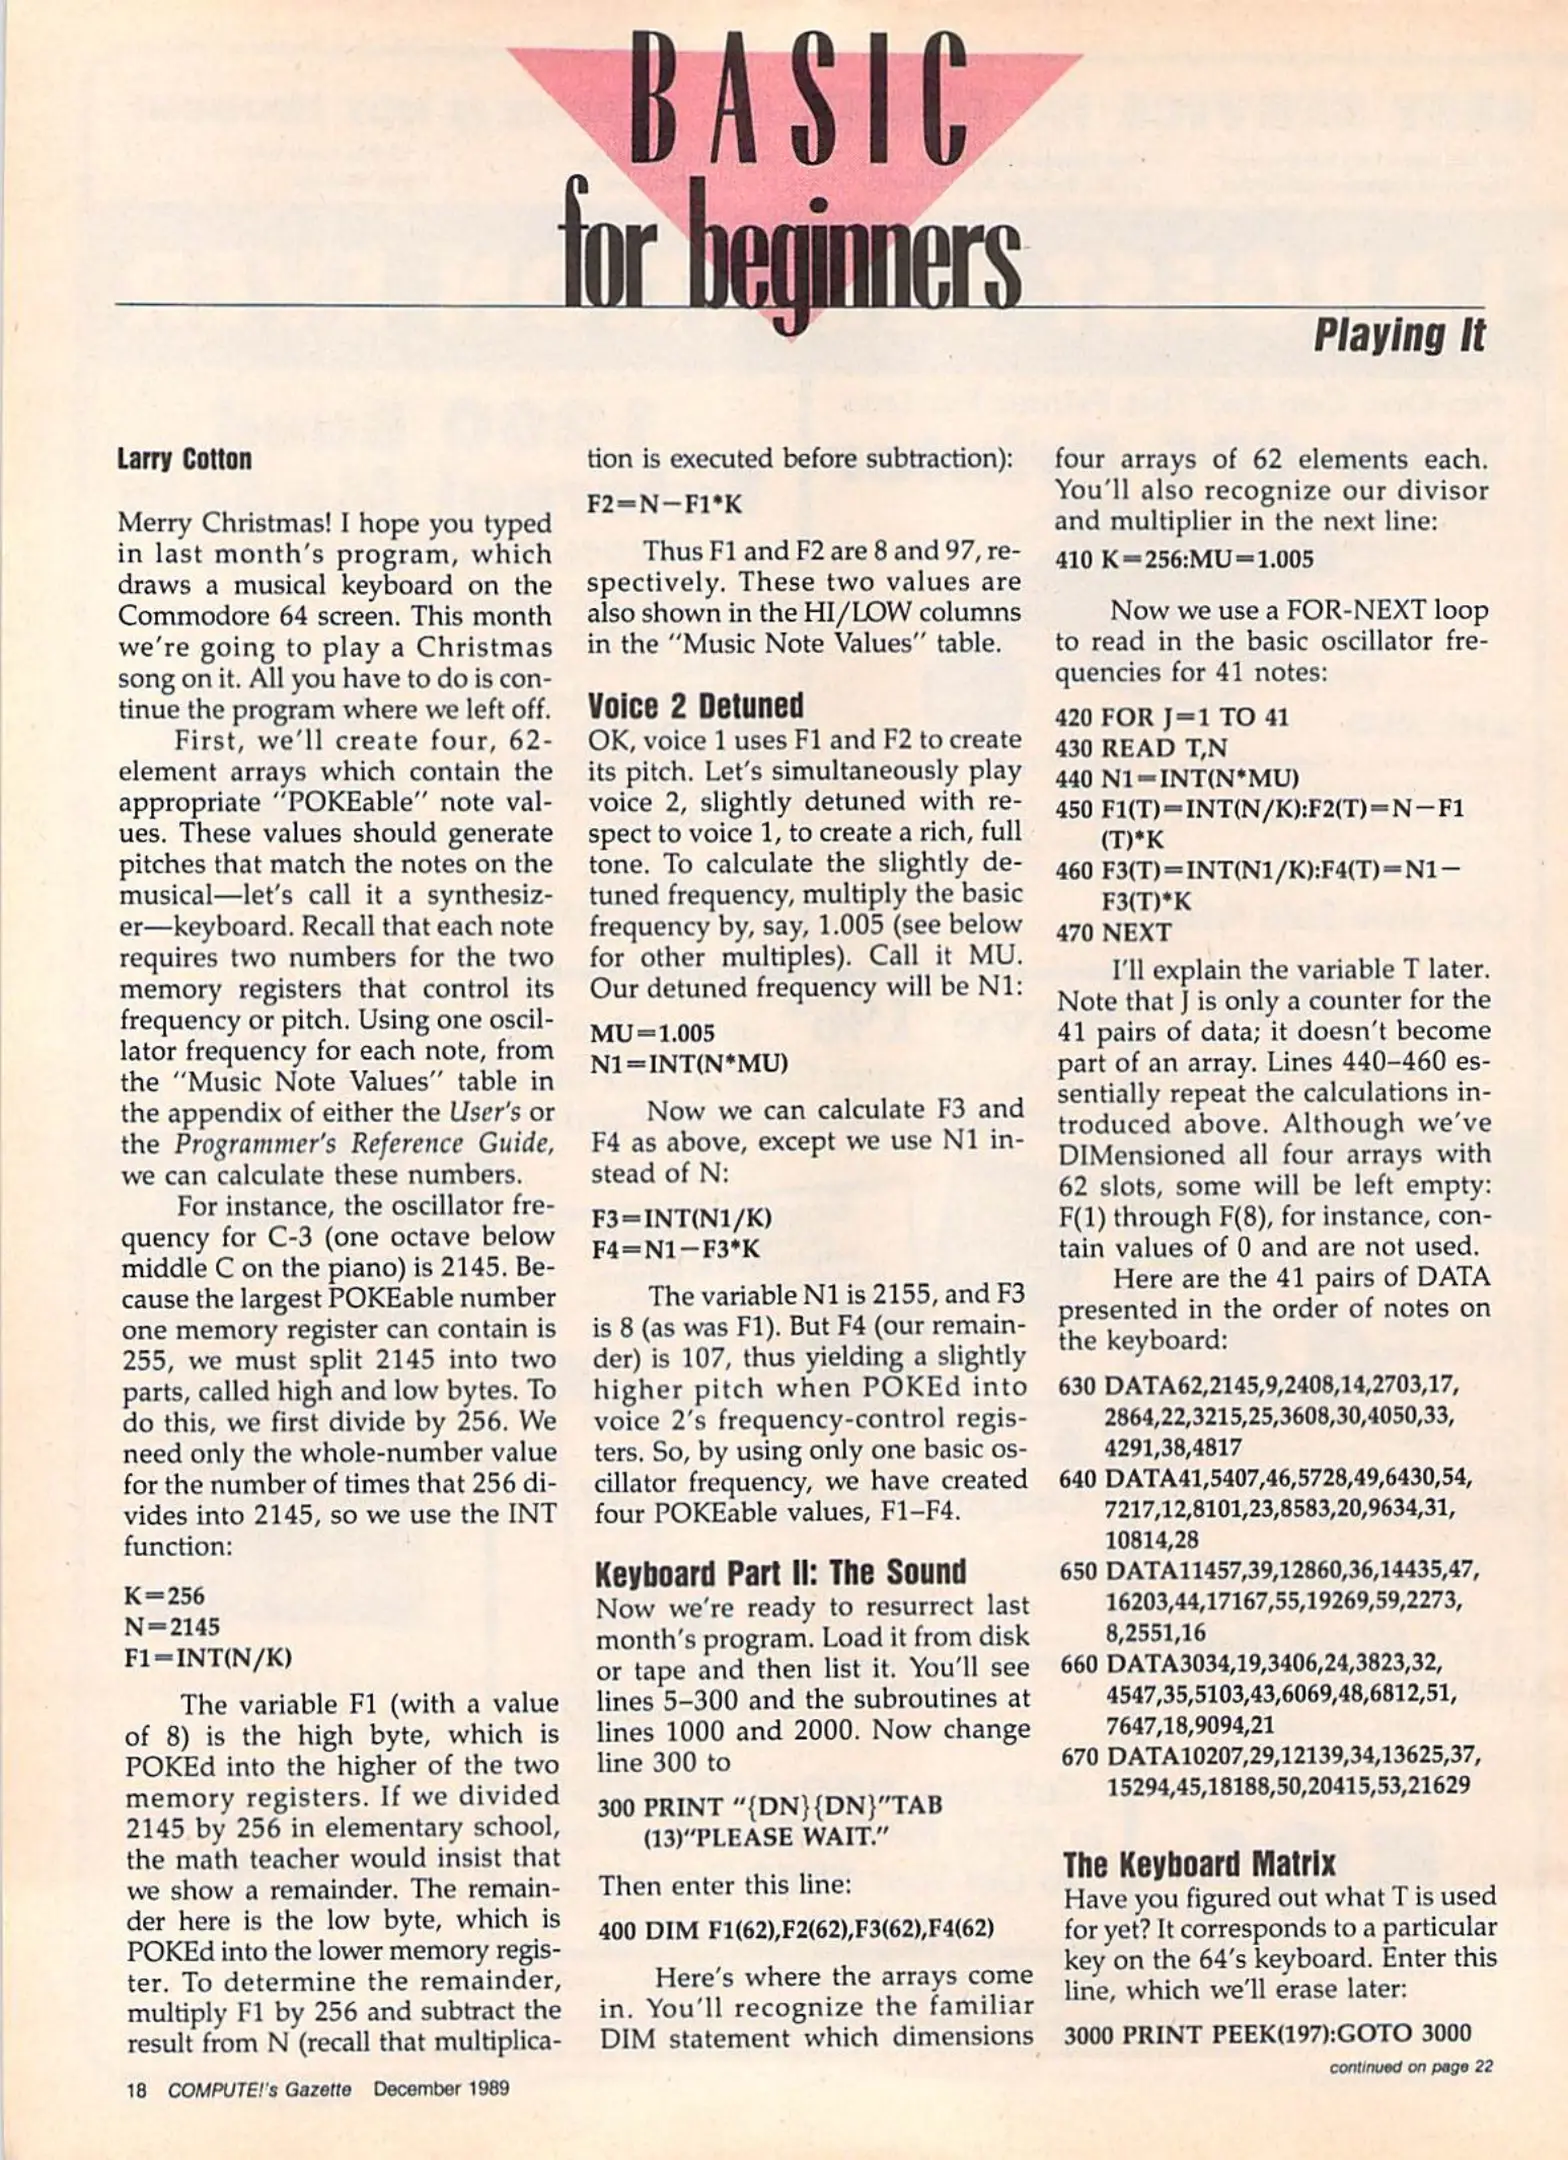 BASIC
for beginners
Playing It
Larry Cotton
Merry Christmas! I hope you typed
in last month's program, which
draws a musical keyboard on the
Commodore 64 screen. This month
we're going to play a Christmas
song on it. All you have to do is con-
tinue the program where we left off.
First, we'll create four, 62-
element arrays which contain the
appropriate "POKEable" note val-
ues. These values should generate
pitches that match the notes on the
musical—let's call it a synthesiz-
er—keyboard. Recall that each note
requires two numbers for the two
memory registers that control its
frequency or pitch. Using one oscil-
lator frequency for each note, from
the "Music Note Values" table in
the appendix of either the User's or
the Programmer's Reference Guide,
we can calculate these numbers.
For instance, the oscillator fre-
quency for C-3 (one octave below
middle C on the piano) is 2145. Be-
cause the largest POKEable number
one memory register can contain is
255, we must split 2145 into two
parts, called high and low bytes. To
do this, we first divide by 256. We
need only the whole-number value
for the number of times that 256 di-
vides into 2145, so we use the INT
function:
K=256
N=2145
F1=INT(N/K)
The variable F1 (with a value
of 8) is the high byte, which is
POKEd into the higher of the two
memory registers. If we divided
2145 by 256 in elementary school,
the math teacher would insist that
we show a remainder. The remain-
der here is the low byte, which is
POKEd into the lower memory regis-
ter. To determine the remainder,
multiply F1 by 256 and subtract the
result from N (recall that multiplica-
tion is executed before subtraction):
F2=N−F1*K
Thus F1 and F2 are 8 and 97, re-
spectively. These two values are
also shown in the HI/LOW columns
in the "Music Note Values" table.
Voice 2 Detuned
OK, voice 1 uses F1 and F2 to create
its pitch. Let's simultaneously play
voice 2, slightly detuned with re-
spect to voice 1, to create a rich, full
tone. To calculate the slightly de-
tuned frequency, multiply the basic
frequency by, say, 1.005 (see below
for other multiples). Call it MU.
Our detuned frequency will be N1:
MU=1.005
N1=INT(N*MU)
Now we can calculate F3 and
F4 as above, except we use N1 in-
stead of N:
F3=INT(N1/K)
F4=N1−F3*K
The variable N1 is 2155, and F3
is 8 (as was F1). But F4 (our remain-
der) is 107, thus yielding a slightly
higher pitch when POKEd into
voice 2's frequency-control regis-
ters. So, by using only one basic os-
cillator frequency, we have created
four POKEable values, F1–F4.
Keyboard Part II: The Sound
Now we're ready to resurrect last
month's program. Load it from disk
or tape and then list it. You'll see
lines 5–300 and the subroutines at
lines 1000 and 2000. Now change
line 300 to
300 PRINT "{DN}{DN}"TAB
(13)"PLEASE WAIT."
Then enter this line:
400 DIM F1(62),F2(62),F3(62),F4(62)
Here's where the arrays come
in. You'll recognize the familiar
DIM statement which dimensions
four arrays of 62 elements each.
You'll also recognize our divisor
and multiplier in the next line:
410 K=256:MU=1.005
Now we use a FOR-NEXT loop
to read in the basic oscillator fre-
quencies for 41 notes:
420 FOR J=1 TO 41
430 READ T,N
440 N1=INT(N*MU)
450 F1(T)=INT(N/K):F2(T)=N−F1
(T)*K
460 F3(T)=INT(N1/K):F4(T)=N1−
F3(T)*K
470 NEXT
I'll explain the variable T later.
Note that J is only a counter for the
41 pairs of data; it doesn't become
part of an array. Lines 440–460 es-
sentially repeat the calculations in-
troduced above. Although we've
DIMensioned all four arrays with
62 slots, some will be left empty:
F(1) through F(8), for instance, con-
tain values of 0 and are not used.
Here are the 41 pairs of DATA
presented in the order of notes on
the keyboard:
630 DATA62,2145,9,2408,14,2703,17,
2864,22,3215,25,3608,30,4050,33,
4291,38,4817
640 DATA41,5407,46,5728,49,6430,54,
7217,12,8101,23,8583,20,9634,31,
10814,28
650 DATA11457,39,12860,36,14435,47,
16203,44,17167,55,19269,59,2273,
8,2551,16
660 DATA3034,19,3406,24,3823,32,
4547,35,5103,43,6069,48,6812,51,
7647,18,9094,21
670 DATA10207,29,12139,34,13625,37,
15294,45,18188,50,20415,53,21629
The Keyboard Matrix
Have you figured out what T is used
for yet? It corresponds to a particular
key on the 64's keyboard. Enter this
line, which we'll erase later:
3000 PRINT PEEK(197):GOTO 3000
continued on page 22
18 COMPUTE!'s Gazette December 1989